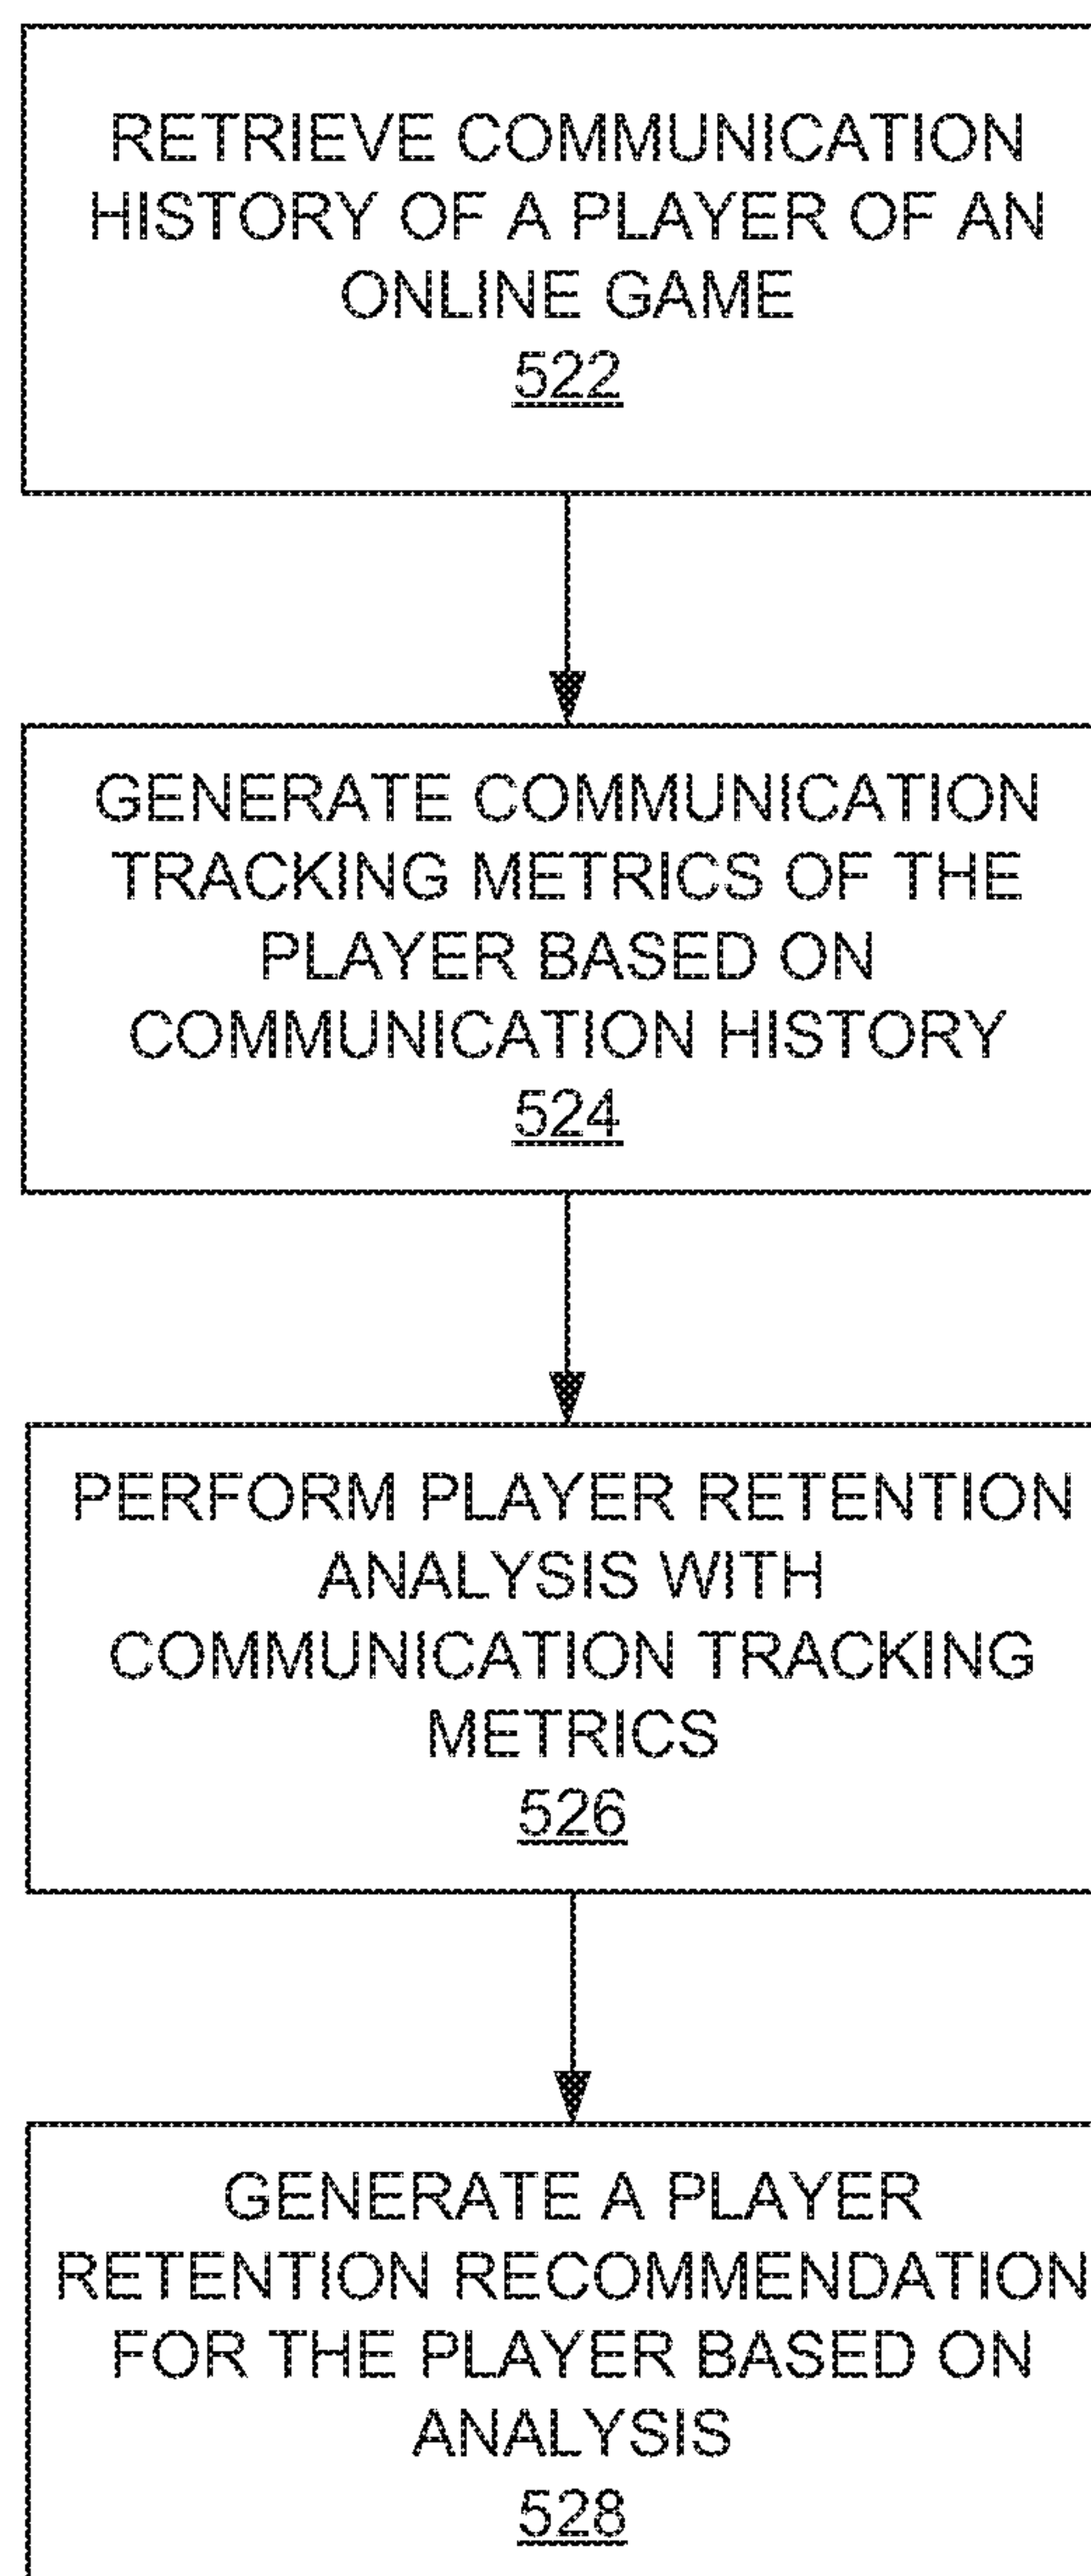 RETRIEVE COMMUNICATION
HISTORY OF A PLAYER OF AN
ONLINE GAME
522
GENERATE COMMUNICATION
TRACKING METRICS OF THE
PLAYER BASED ON
COMMUNICATION HISTORY
524
PERFORM PLAYER RETENTION
ANALYSIS WITH
COMMUNICATION TRACKING
METRICS
526
GENERATE A PLAYER
RETENTION RECOMMENDATION
FOR THE PLAYER BASED ON
ANALYSIS
528